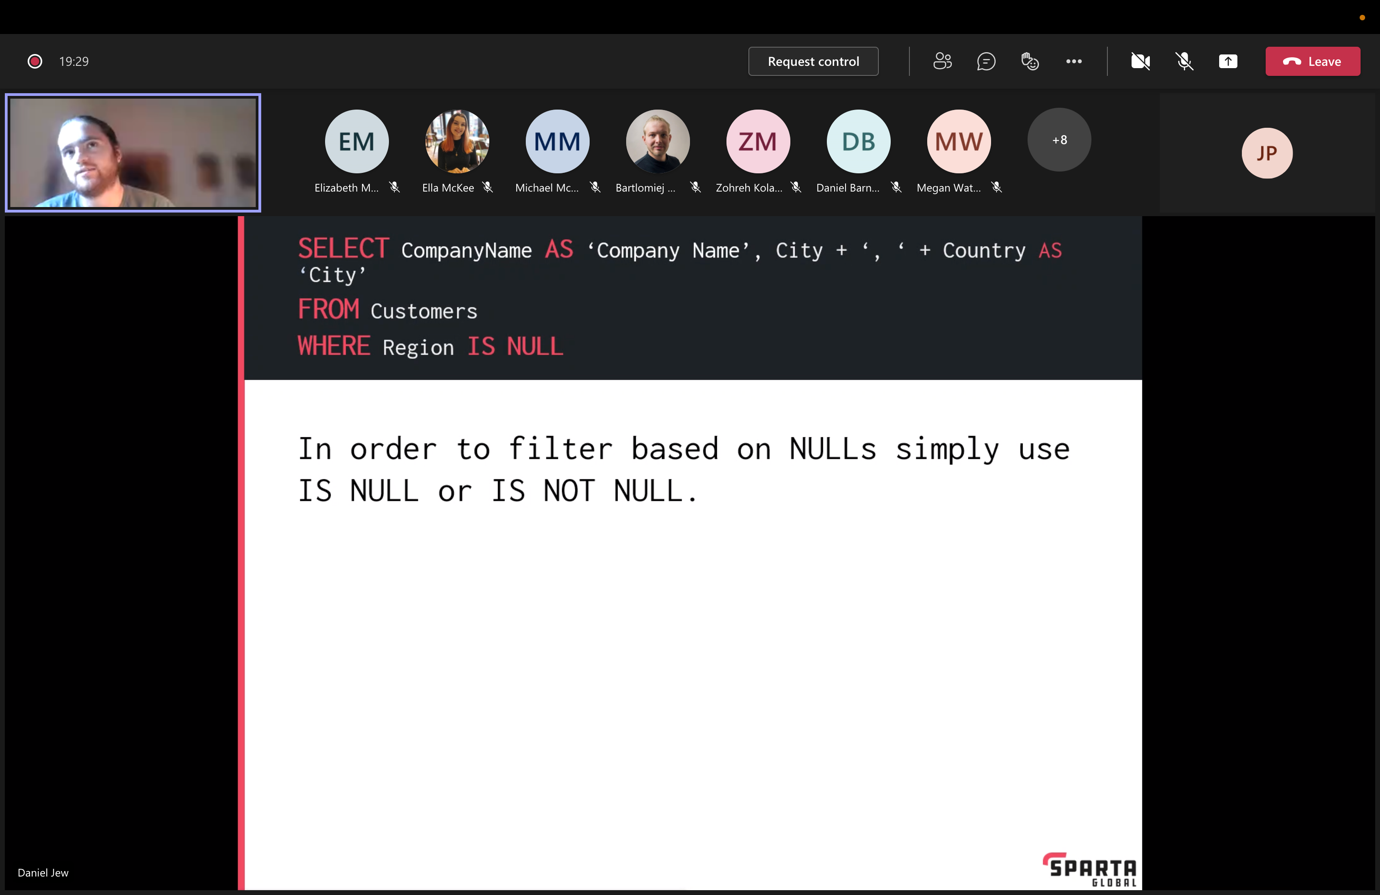 19:29
Request control
Leave
EM
MM
ZM
DB
MW
+8
JP
Elizabeth M...
Ella McKee
Michael Mc...
Bartlomiej ...
Zohreh Kola...
Daniel Barn...
Megan Wat...
SELECT CompanyName AS ‘Company Name’, City + ‘, ‘ + Country AS
‘City’
FROM Customers
WHERE Region IS NULL
In order to filter based on NULLs simply use
IS NULL or IS NOT NULL.
Daniel Jew
SPARTA
GLOBAL